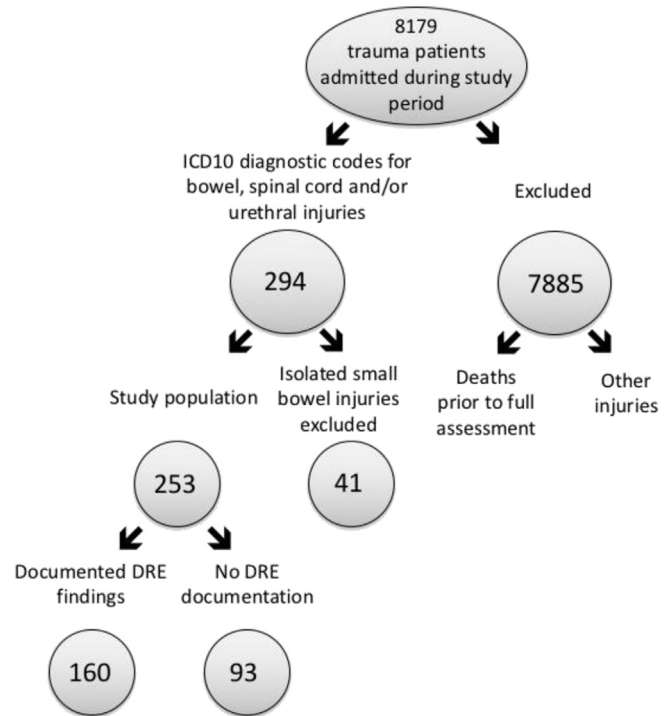 8179
trauma patients
admitted during study
period
ICD10 diagnostic codes for
bowel, spinal cord and/or
urethral injuries
Excluded
294
7885
Study population
Isolated small
bowel injuries
excluded
Deaths
prior to full
assessment
Other
injuries
253
41
Documented DRE
findings
No DRE
documentation
160
93